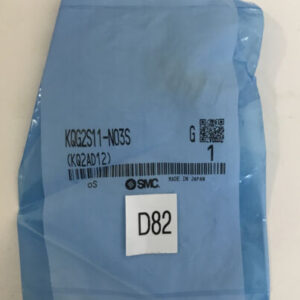 KQG2S11-N03S G
(KQ2AD12) 1
oS SMC. MADE IN JAPAN
D82